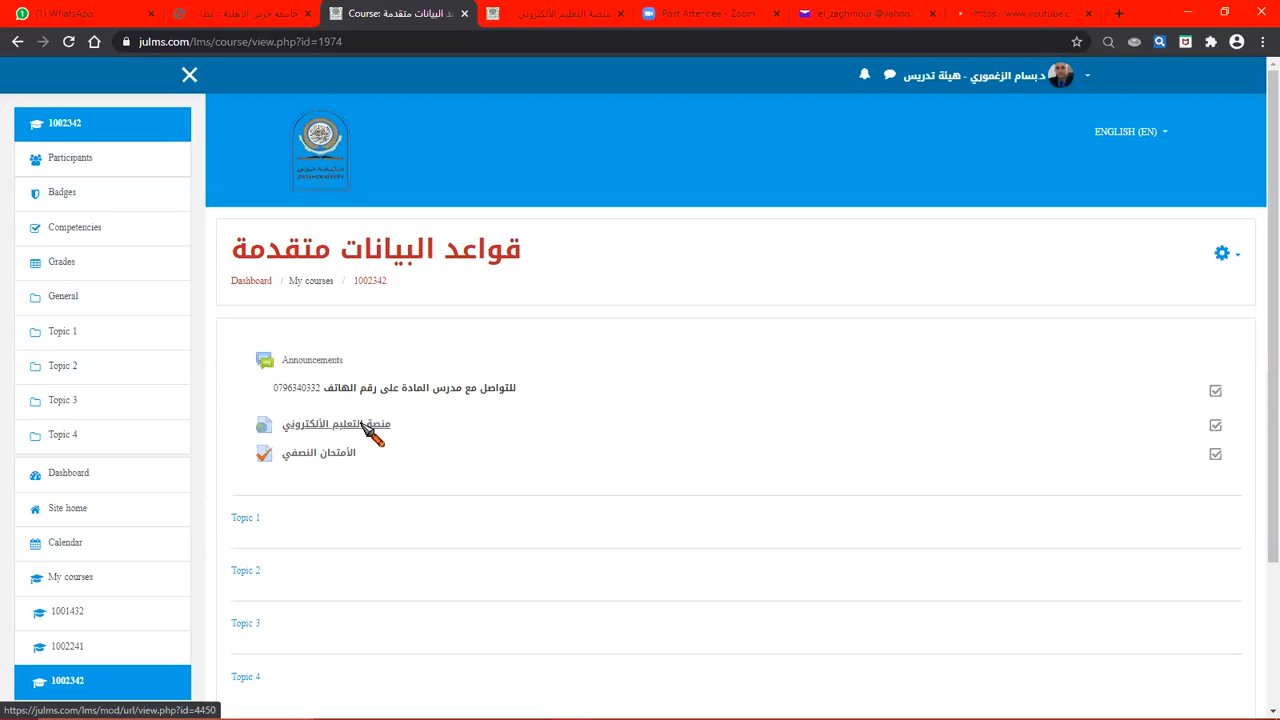 (1) WhatsApp
جامعة جرش الاهلية : نظا
Course: قواعد البيانات متقدمة
منصة التعليم الألكتروني
Post Attendee - Zoom
el_zaghmour @yahoo.c
https://www.youtube.c
julms.com/lms/course/view.php?id=1974
د.بسام الزغموري - هيئة تدريس
ENGLISH (EN)
1002342
Participants
Badges
Competencies
Grades
General
Topic 1
Topic 2
Topic 3
Topic 4
Dashboard
Site home
Calendar
My courses
1001432
1002241
1002342
قواعد البيانات متقدمة
Dashboard / My courses / 1002342
Announcements
للتواصل مع مدرس المادة على رقم الهاتف 0796340332
منصة التعليم الألكتروني
الأمتحان النصفي
Topic 1
Topic 2
Topic 3
Topic 4
https://julms.com/lms/mod/url/view.php?id=4450